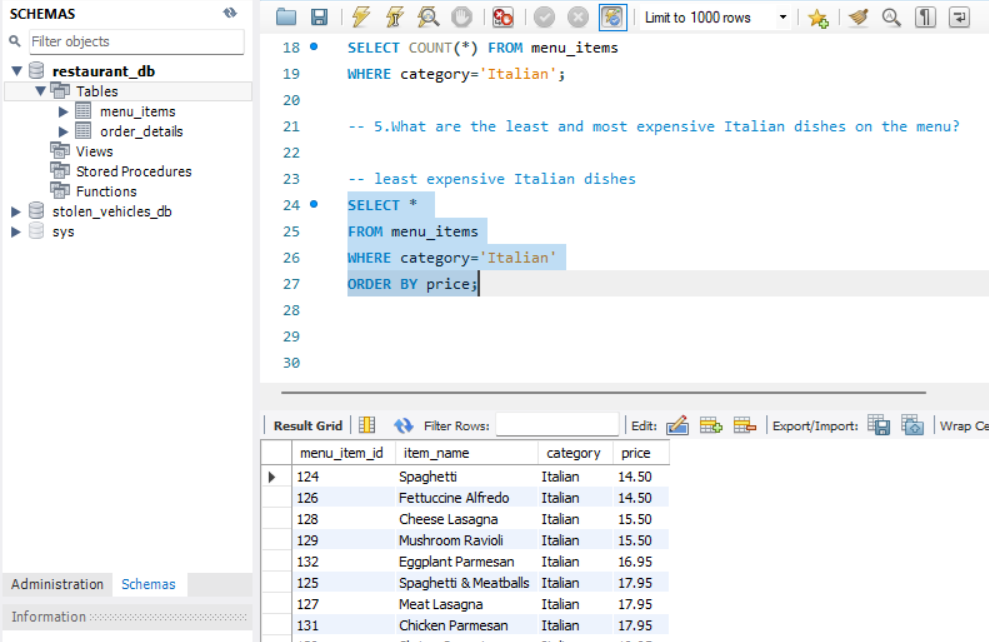 SCHEMAS
Filter objects
restaurant_db
Tables
menu_items
order_details
Views
Stored Procedures
Functions
stolen_vehicles_db
sys
Administration Schemas
Information
Limit to 1000 rows
18 SELECT COUNT(*) FROM menu_items
19 WHERE category='Italian';
20
21 -- 5.What are the least and most expensive Italian dishes on the menu?
22
23 -- least expensive Italian dishes
24 SELECT *
25 FROM menu_items
26 WHERE category='Italian'
27 ORDER BY price;
28
29
30
Result Grid Filter Rows: Edit: Export/Import: Wrap Ce
menu_item_id item_name category price
124 Spaghetti Italian 14.50
126 Fettuccine Alfredo Italian 14.50
128 Cheese Lasagna Italian 15.50
129 Mushroom Ravioli Italian 15.50
132 Eggplant Parmesan Italian 16.95
125 Spaghetti & Meatballs Italian 17.95
127 Meat Lasagna Italian 17.95
131 Chicken Parmesan Italian 17.95